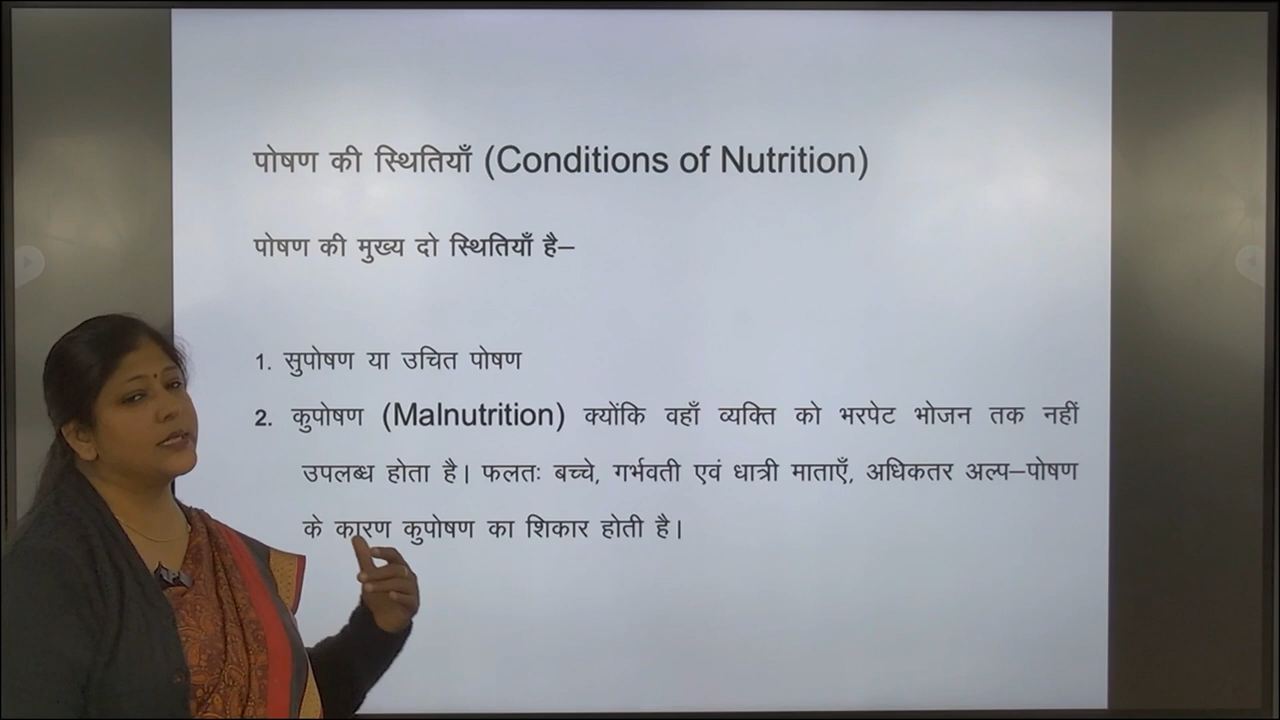 पोषण की स्थितियाँ (Conditions of Nutrition)
पोषण की मुख्य दो स्थितियाँ है–
1. सुपोषण या उचित पोषण
2. कुपोषण (Malnutrition) क्योंकि वहाँ व्यक्ति को भरपेट भोजन तक नहीं
उपलब्ध होता है। फलतः बच्चे, गर्भवती एवं धात्री माताएँ, अधिकतर अल्प–पोषण
के कारण कुपोषण का शिकार होती है।